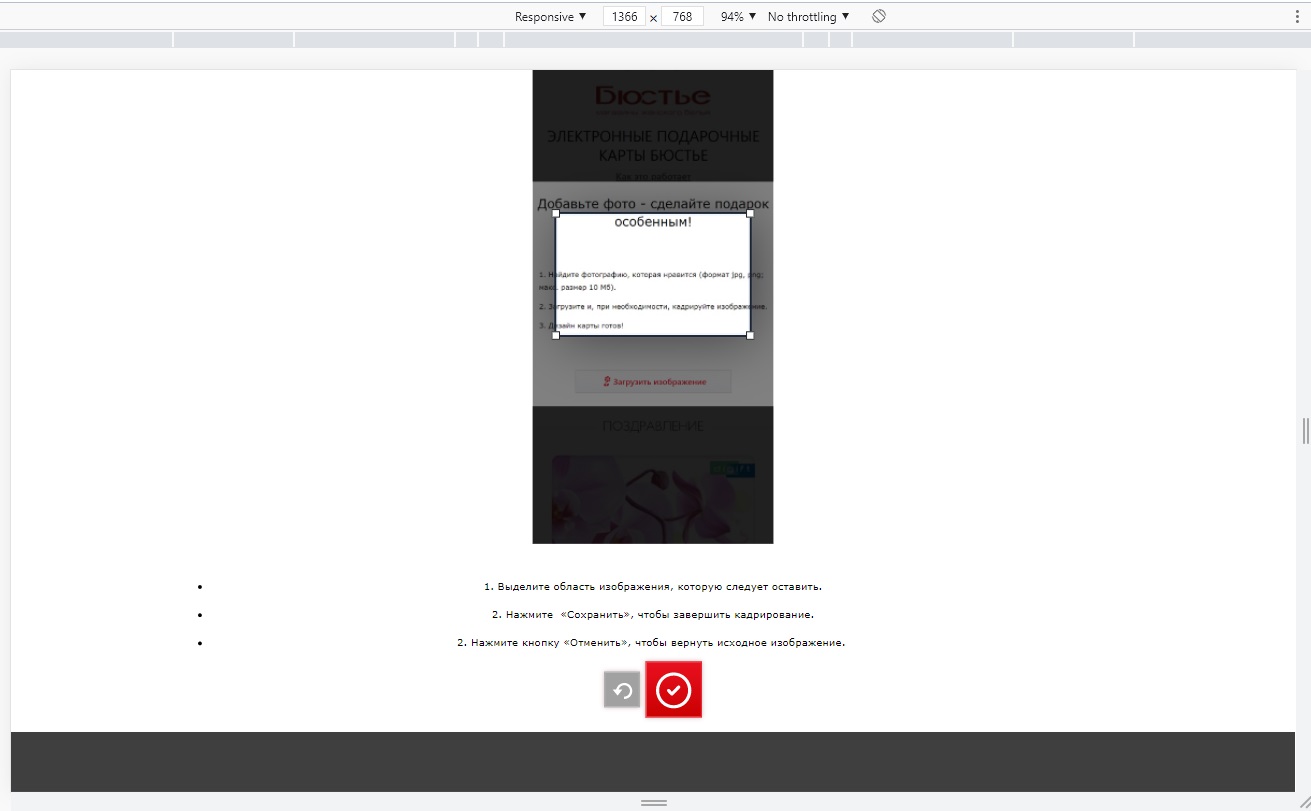 Responsive ▼ 1366 x 768 94% ▼ No throttling ▼
Бюстье
ЭЛЕКТРОННЫЕ ПОДАРОЧНЫЕ
КАРТЫ БЮСТЬЕ
Как это работает
Добавьте фото - сделайте подарок
особенным!
1. Найдите фотографию, которая нравится (формат jpg, png;
макс. размер 10 Мб).
2. Загрузите и, при необходимости, кадрируйте изображение.
3. Дизайн карты готов!
Загрузить изображение
ПОЗДРАВЛЕНИЕ
• 1. Выделите область изображения, которую следует оставить.
• 2. Нажмите «Сохранить», чтобы завершить кадрирование.
• 2. Нажмите кнопку «Отменить», чтобы вернуть исходное изображение.